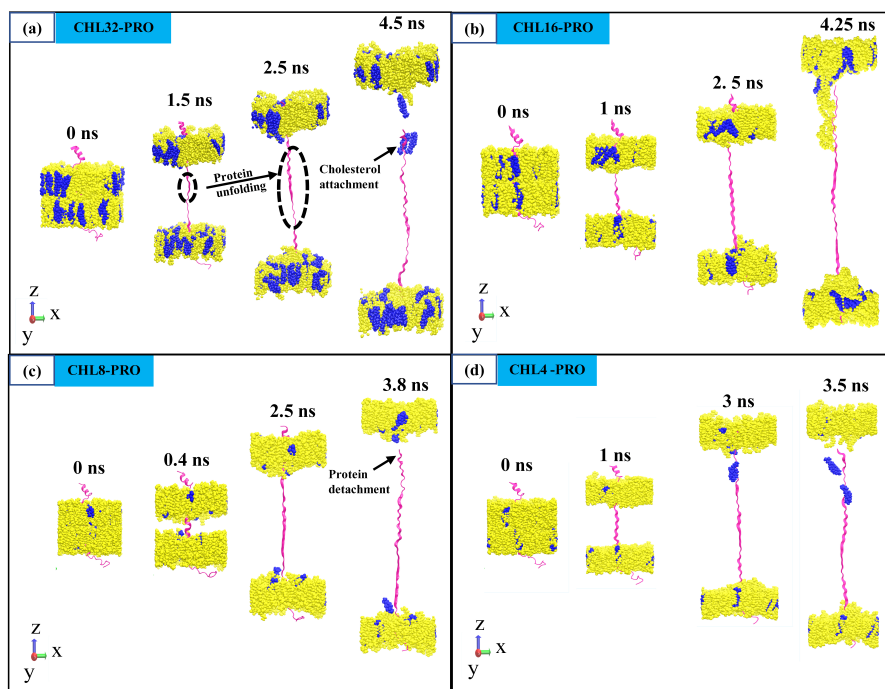 (a) CHL32-PRO
0 ns
1.5 ns
2.5 ns
4.5 ns
Protein
unfolding
Cholesterol
attachment
z
x
y
(b) CHL16-PRO
0 ns
1 ns
2. 5 ns
4.25 ns
z
x
y
(c) CHL8-PRO
0 ns
0.4 ns
2.5 ns
3.8 ns
Protein
detachment
z
x
y
(d) CHL4 -PRO
0 ns
1 ns
3 ns
3.5 ns
z
x
y